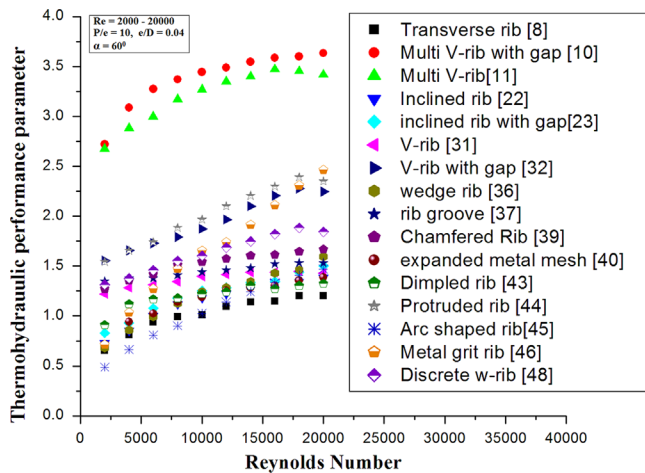 Re = 2000 - 20000
P/e = 10, e/D = 0.04
α = 60⁰
Thermohyraulic performance parameter
4.0
3.5
3.0
2.5
2.0
1.5
1.0
0.5
0.0
0 5000 10000 15000 20000 25000 30000 35000 40000
Reynolds Number
Transverse rib [8]
Multi V-rib with gap [10]
Multi V-rib[11]
Inclined rib [22]
inclined rib with gap[23]
V-rib [31]
V-rib with gap [32]
wedge rib [36]
rib groove [37]
Chamfered Rib [39]
expanded metal mesh [40]
Dimpled rib [43]
Protruded rib [44]
Arc shaped rib[45]
Metal grit rib [46]
Discrete w-rib [48]